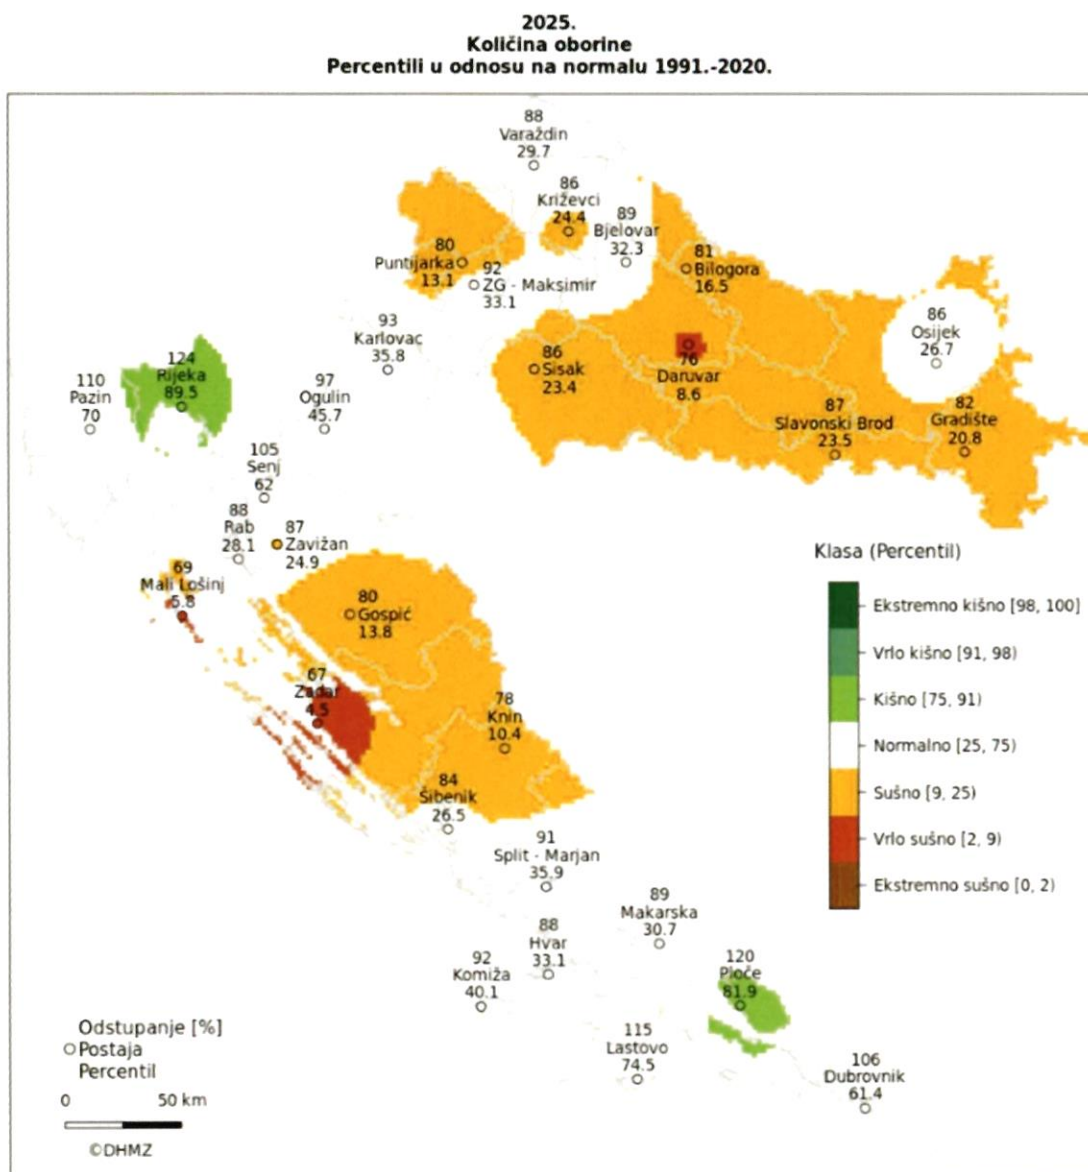 2025.
Količina oborine
Percentili u odnosu na normalu 1991.-2020.
88
Varaždin
29.7
86
Križevci
24.4
89
Bjelovar
32.3
80
Puntijarka
13.1
92
ZG - Maksimir
33.1
81
Bilogora
16.5
93
Karlovac
35.8
86
Osijek
26.7
124
Rijeka
89.5
86
Sisak
23.4
76
Daruvar
8.6
110
Pazin
70
97
Ogulin
45.7
87
Slavonski Brod
23.5
82
Gradište
20.8
105
Senj
62
88
Rab
28.1
87
Zavižan
24.9
69
Mali Lošinj
5.8
80
Gospić
13.8
67
Zadar
4.5
78
Knin
10.4
84
Šibenik
26.5
91
Split - Marjan
35.9
89
Makarska
30.7
88
Hvar
33.1
92
Komiža
40.1
120
Ploče
81.9
115
Lastovo
74.5
106
Dubrovnik
61.4
Klasa (Percentil)
Ekstremno kišno [98, 100]
Vrlo kišno [91, 98)
Kišno [75, 91)
Normalno [25, 75)
Sušno [9, 25)
Vrlo sušno [2, 9)
Ekstremno sušno [0, 2)
Odstupanje [%]
Postaja
Percentil
0 50 km
©DHMZ